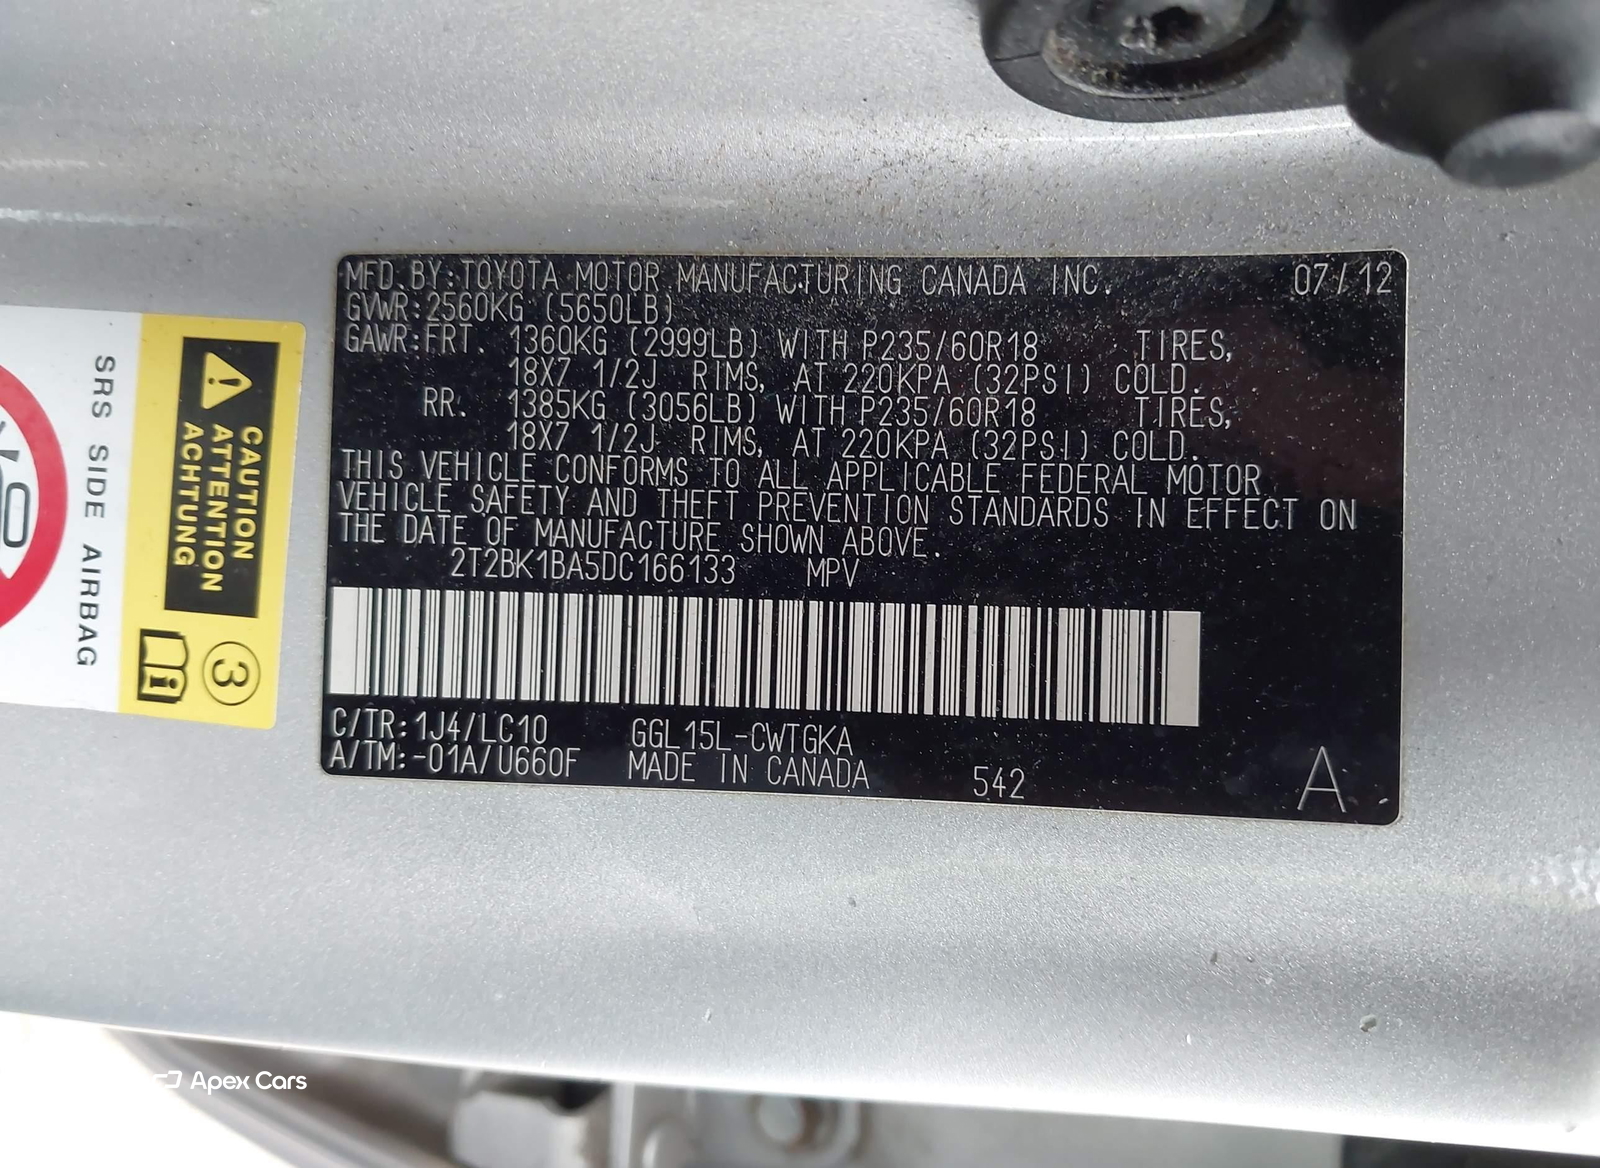 MFD. BY: TOYOTA MOTOR MANUFACTURING CANADA INC. 07/12
GVWR: 2560KG (5650LB)
GAWR: FRT. 1360KG (2999LB) WITH P235/60R18 TIRES,
18X7 1/2J RIMS, AT 220KPA (32PSI) COLD.
RR. 1385KG (3056LB) WITH P235/60R18 TIRES,
18X7 1/2J RIMS, AT 220KPA (32PSI) COLD.
THIS VEHICLE CONFORMS TO ALL APPLICABLE FEDERAL MOTOR
VEHICLE SAFETY AND THEFT PREVENTION STANDARDS IN EFFECT ON
THE DATE OF MANUFACTURE SHOWN ABOVE.
2T2BK1BA5DC166133 MPV
C/TR: 1J4/LC10 GGL15L-CWTGKA
A/TM: -01A/U660F MADE IN CANADA 542 A
CAUTION
ATTENTION
ACHTUNG
3
SRS SIDE AIRBAG
Apex Cars